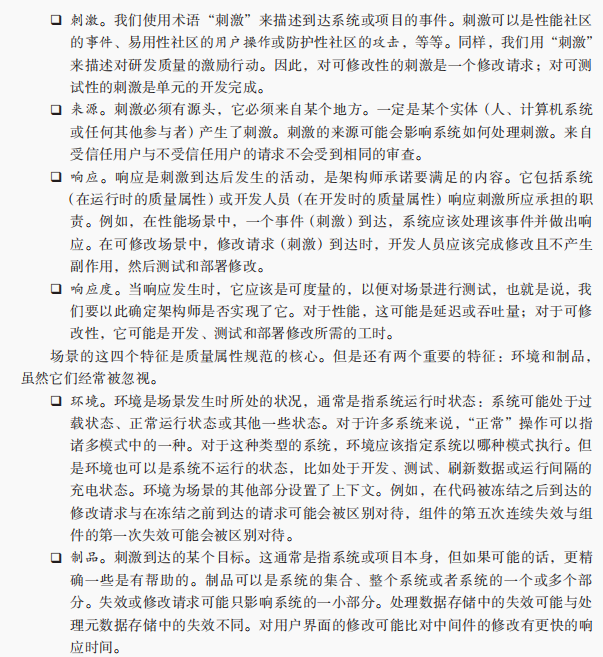 ❑ 刺激。我们使用术语“刺激”来描述到达系统或项目的事件。刺激可以是性能社区
的事件、易用性社区的用户操作或防护性社区的攻击，等等。同样，我们用“刺激”
来描述对研发质量的激励行动。因此，对可修改性的刺激是一个修改请求；对可测
试性的刺激是单元的开发完成。
❑ 来源。刺激必须有源头，它必须来自某个地方。一定是某个实体（人、计算机系统
或任何其他参与者）产生了刺激。刺激的来源可能会影响系统如何处理刺激。来自
受信任用户与不受信任用户的请求不会受到相同的审查。
❑ 响应。响应是刺激到达后发生的活动，是架构师承诺要满足的内容。它包括系统
（在运行时的质量属性）或开发人员（在开发时的质量属性）响应刺激所应承担的职
责。例如，在性能场景中，一个事件（刺激）到达，系统应该处理该事件并做出响
应。在可修改场景中，修改请求（刺激）到达时，开发人员应该完成修改且不产生
副作用，然后测试和部署修改。
❑ 响应度。当响应发生时，它应该是可度量的，以便对场景进行测试，也就是说，我
们要以此确定架构师是否实现了它。对于性能，这可能是延迟或吞吐量；对于可修
改性，它可能是开发、测试和部署修改所需的工时。
场景的这四个特征是质量属性规范的核心。但是还有两个重要的特征：环境和制品，
虽然它们经常被忽视。
❑ 环境。环境是场景发生时所处的状况，通常是指系统运行时状态：系统可能处于过
载状态、正常运行状态或其他一些状态。对于许多系统来说，“正常”操作可以指
诸多模式中的一种。对于这种类型的系统，环境应该指定系统以哪种模式执行。但
是环境也可以是系统不运行的状态，比如处于开发、测试、刷新数据或运行间隔的
充电状态。环境为场景的其他部分设置了上下文。例如，在代码被冻结之后到达的
修改请求与在冻结之前到达的请求可能会被区别对待，组件的第五次连续失效与组
件的第一次失效可能会被区别对待。
❑ 制品。刺激到达的某个目标。这通常是指系统或项目本身，但如果可能的话，更精
确一些是有帮助的。制品可以是系统的集合、整个系统或者系统的一个或多个部
分。失效或修改请求可能只影响系统的一小部分。处理数据存储中的失效可能与处
理元数据存储中的失效不同。对用户界面的修改可能比对中间件的修改有更快的响
应时间。